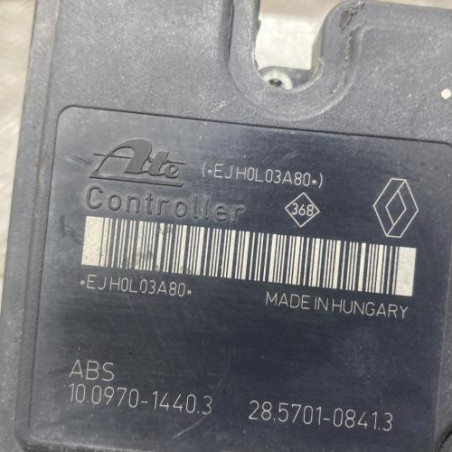 Ate (*EJH0L03A80*)
Controller 368
*EJH0L03A80* MADE IN HUNGARY
ABS
10.0970-1440.3 28.5701-0841.3